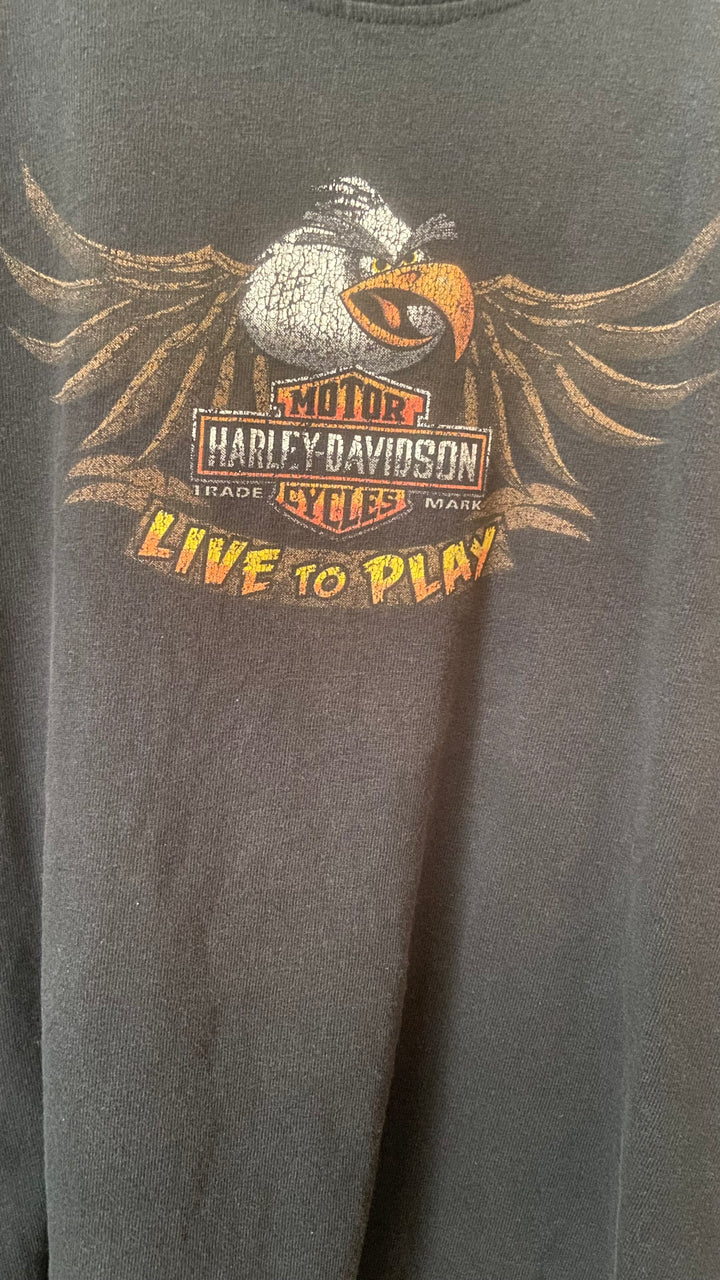 MOTOR
HARLEY-DAVIDSON
TRADE MARK
CYCLES
LIVE TO PLAY